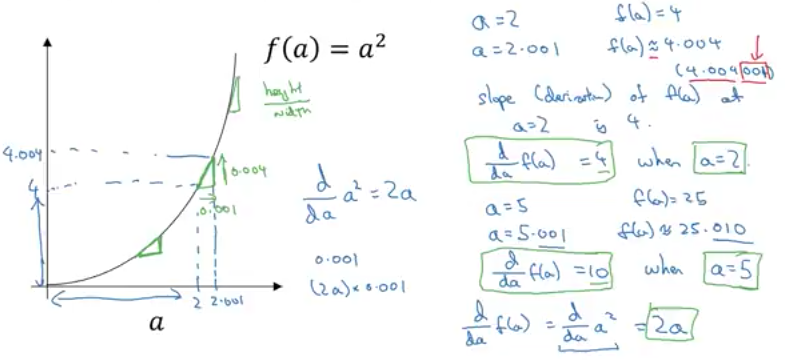 f(a) = a²
height
width
4.004
4
0.004
0.001
2 2.001
a
d/da a² = 2a
0.001
(2a) × 0.001
a = 2 f(a) = 4
a = 2.001 f(a) ≈ 4.004
(4.004001)
slope (derivative) of f(a) at
a = 2 is 4.
d/da f(a) = 4 when a = 2.
a = 5 f(a) = 25
a = 5.001 f(a) ≈ 25.010
d/da f(a) = 10 when a = 5
d/da f(a) = d/da a² = 2a